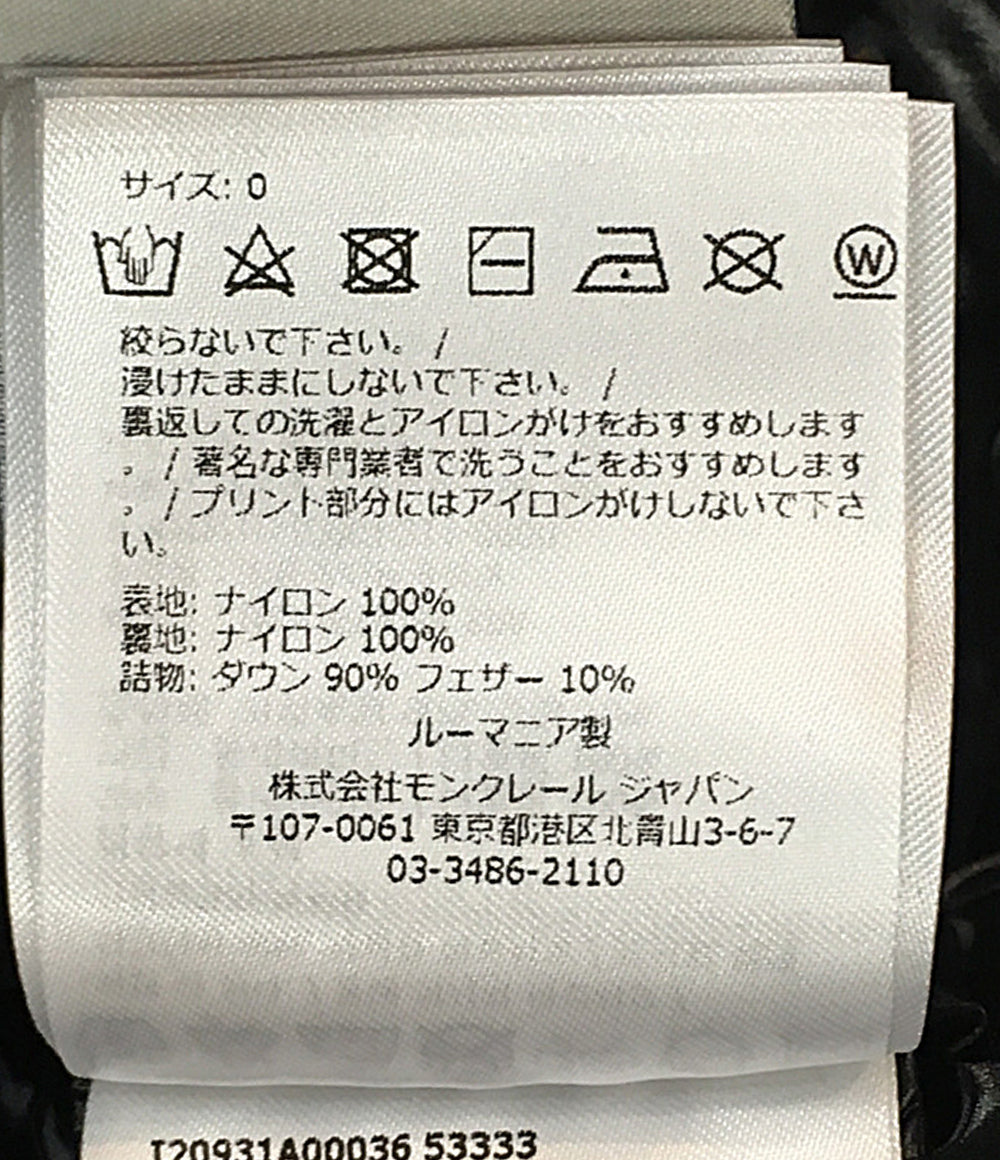 サイズ: 0
W
絞らないで下さい。 /
浸けたままにしないで下さい。 /
裏返しての洗濯とアイロンがけをおすすめします
。 / 著名な専門業者で洗うことをおすすめします
。 / プリント部分にはアイロンがけしないで下さ
い。
表地: ナイロン 100%
裏地: ナイロン 100%
詰物: ダウン 90% フェザー 10%
ルーマニア製
株式会社モンクレール ジャパン
〒107-0061 東京都港区北青山3-6-7
03-3486-2110
I20931A00036 53333